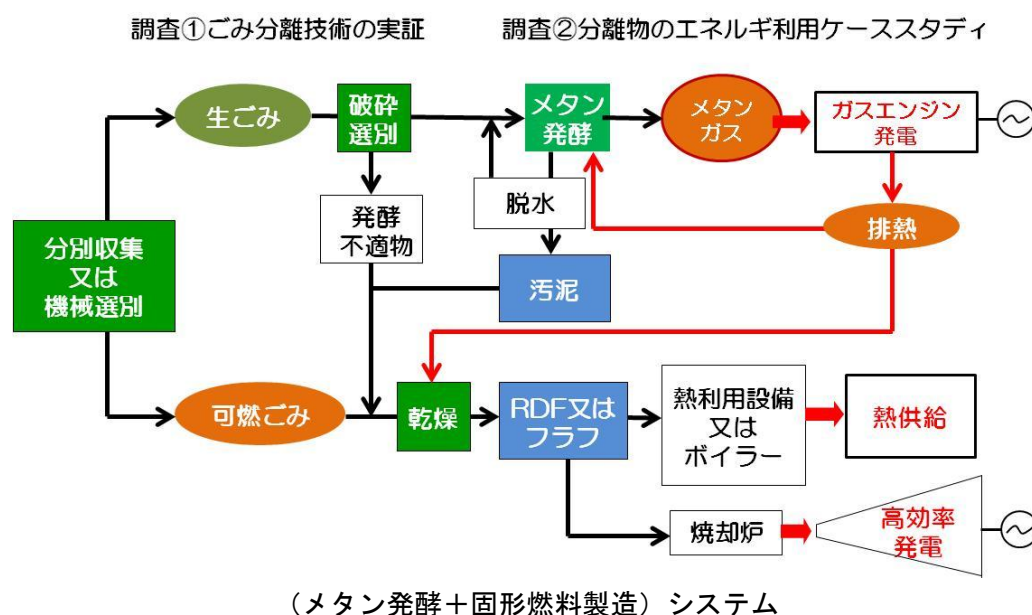 調査①ごみ分離技術の実証
調査②分離物のエネルギ利用ケーススタディ
生ごみ
破砕
選別
メタン
発酵
メタン
ガス
ガスエンジン
発電
発酵
不適物
脱水
排熱
分別収集
又は
機械選別
汚泥
可燃ごみ
乾燥
RDF又は
フラフ
熱利用設備
又は
ボイラー
熱供給
焼却炉
高効率
発電
（メタン発酵＋固形燃料製造）システム